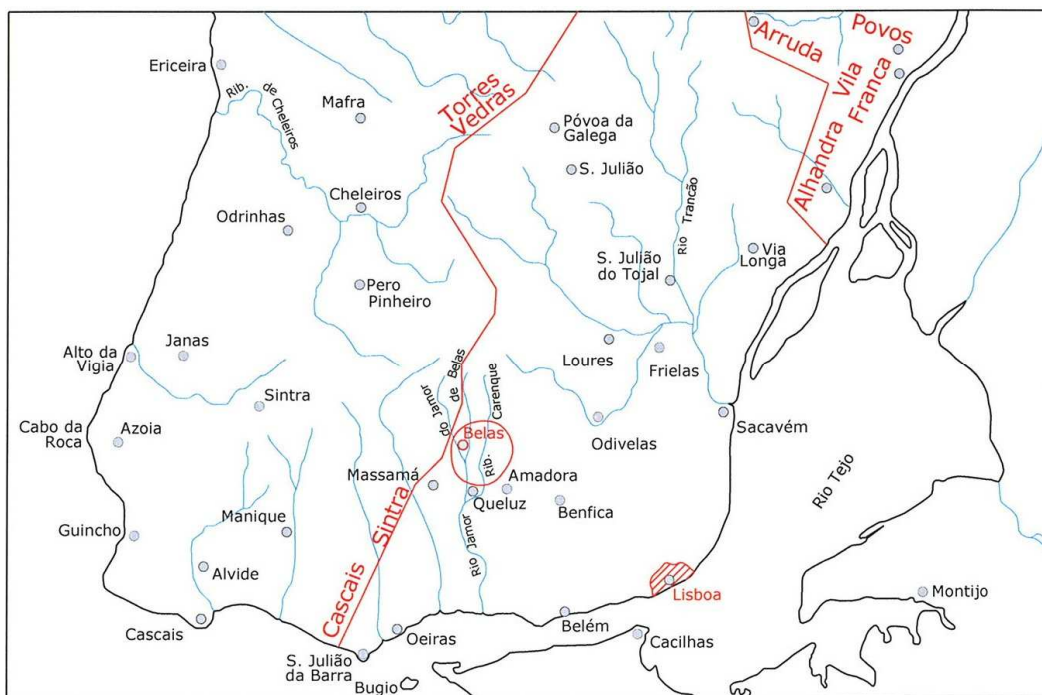 Povos
Arruda
Vila
Franca
Alhandra
Torres
Vedras
Ericeira
Rib. de Cheleiros
Mafra
Póvoa da
Galega
S. Julião
Rio Trancão
Cheleiros
Odrinhas
S. Julião
do Tojal
Via
Longa
Pero
Pinheiro
Alto da
Vigia
Janas
Loures
Frielas
Sintra
do Jamor
de Belas
Rib. Carenque
Cabo da
Roca
Azoia
Belas
Odivelas
Sacavém
Massamá
Amadora
Queluz
Benfica
Rio Tejo
Guincho
Manique
Sintra
Cascais
Rio Jamor
Alvide
Lisboa
Montijo
Cascais
Oeiras
Belém
Cacilhas
S. Julião
da Barra
Bugio